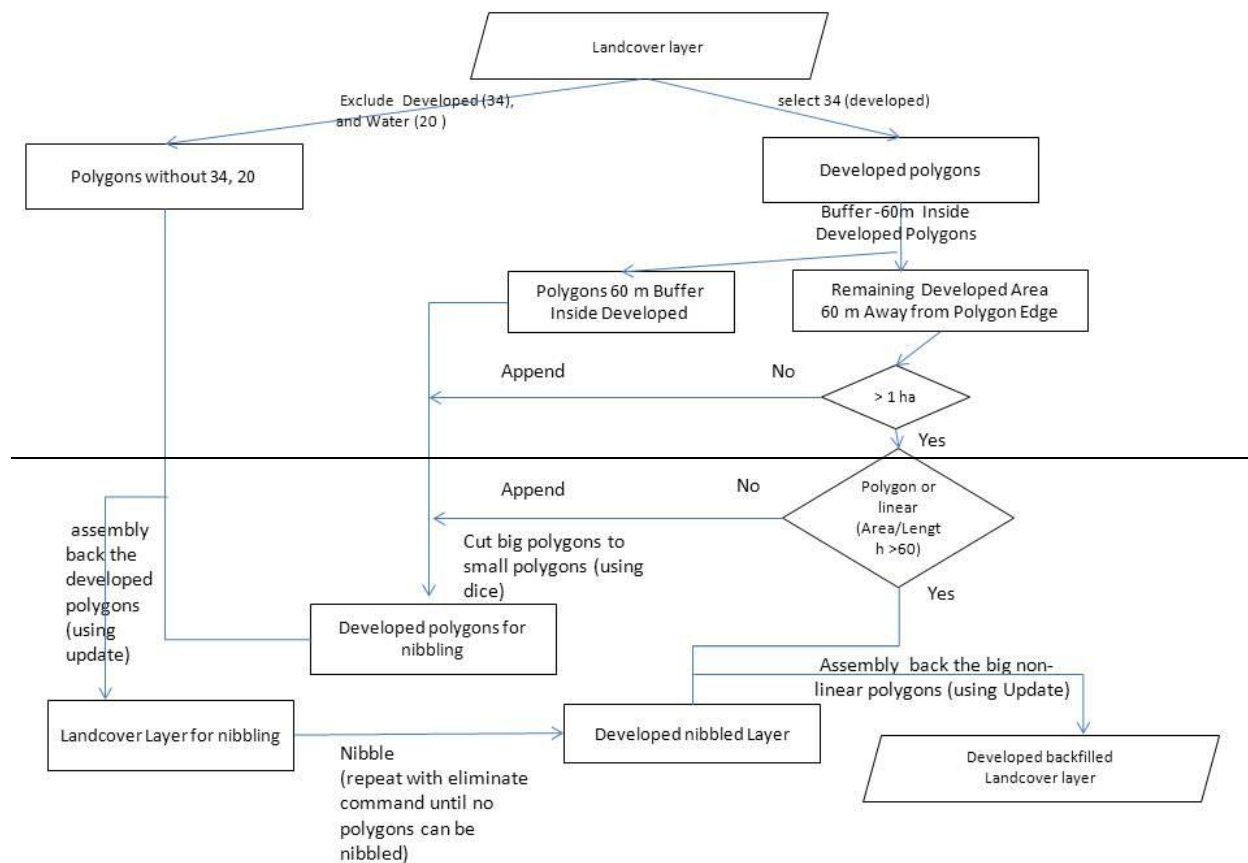 Landcover layer
Exclude Developed (34),
and Water (20 )
select 34 (developed)
Polygons without 34, 20
Developed polygons
Buffer -60m Inside
Developed Polygons
Polygons 60 m Buffer
Inside Developed
Remaining Developed Area
60 m Away from Polygon Edge
Append
No
> 1 ha
Yes
Append
No
Polygon or
linear
(Area/Lengt
h >60)
Yes
assembly
back the
developed
polygons
(using
update)
Cut big polygons to
small polygons (using
dice)
Developed polygons for
nibbling
Assembly back the big non-
linear polygons (using Update)
Landcover Layer for nibbling
Nibble
(repeat with eliminate
command until no
polygons can be
nibbled)
Developed nibbled Layer
Developed backfilled
Landcover layer